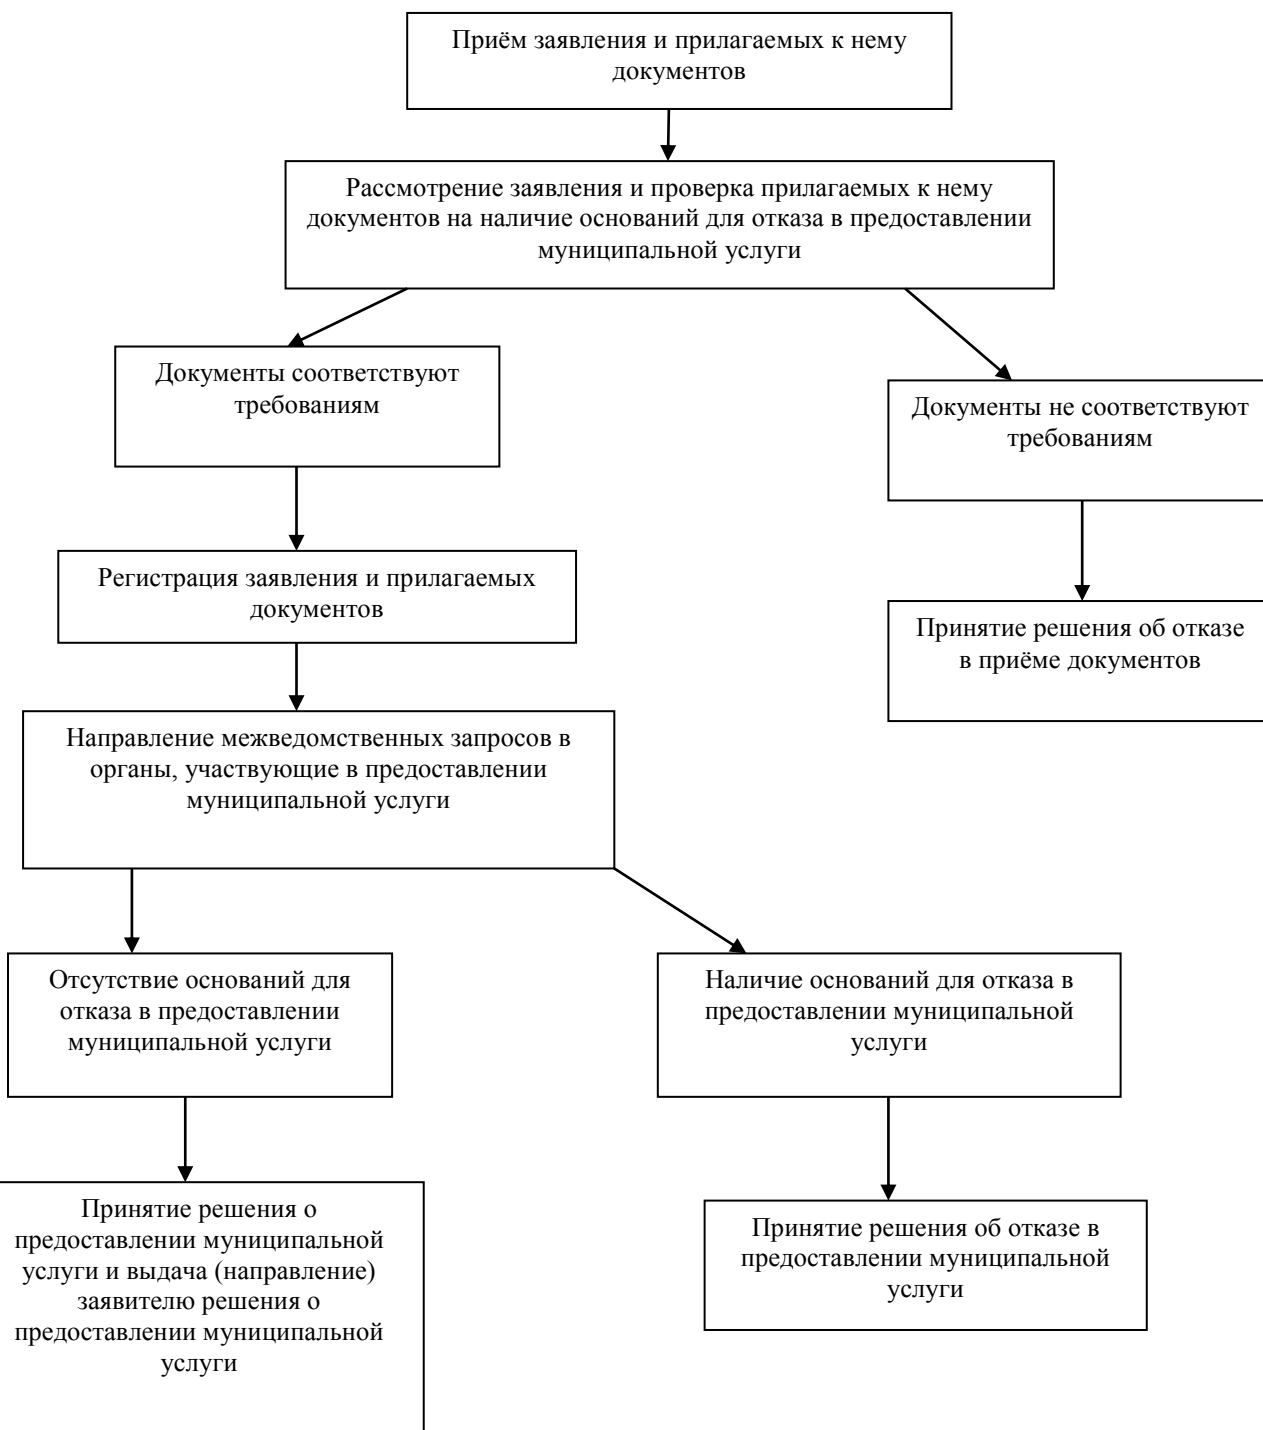 Приём заявления и прилагаемых к нему
документов
Рассмотрение заявления и проверка прилагаемых к нему
документов на наличие оснований для отказа в предоставлении
муниципальной услуги
Документы соответствуют
требованиям
Документы не соответствуют
требованиям
Регистрация заявления и прилагаемых
документов
Принятие решения об отказе
в приёме документов
Направление межведомственных запросов в
органы, участвующие в предоставлении
муниципальной услуги
Отсутствие оснований для
отказа в предоставлении
муниципальной услуги
Наличие оснований для отказа в
предоставлении муниципальной
услуги
Принятие решения о
предоставлении муниципальной
услуги и выдача (направление)
заявителю решения о
предоставлении муниципальной
услуги
Принятие решения об отказе в
предоставлении муниципальной
услуги